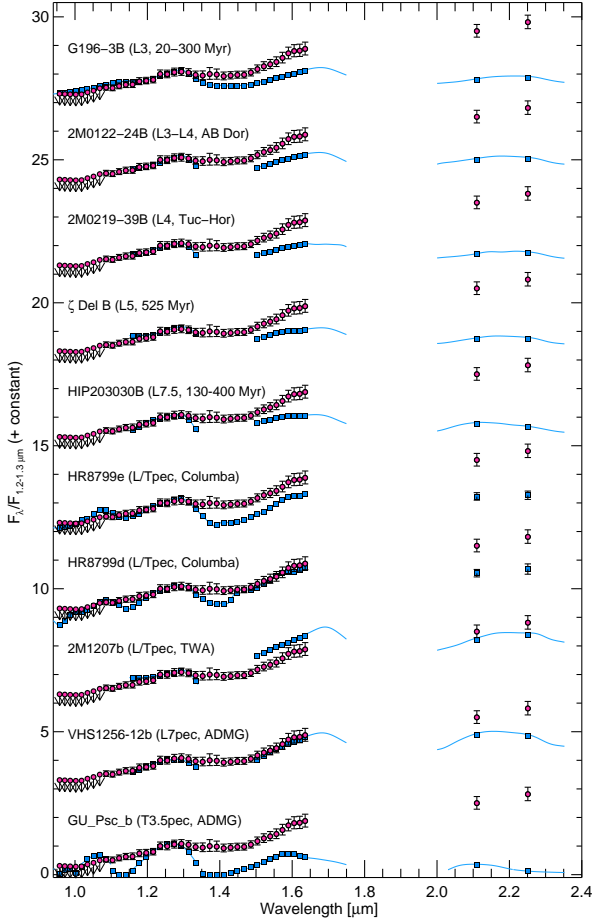 30
G196−3B (L3, 20−300 Myr)
2M0122−24B (L3−L4, AB Dor)
25
2M0219−39B (L4, Tuc−Hor)
20
ζ Del B (L5, 525 Myr)
HIP203030B (L7.5, 130-400 Myr)
15
HR8799e (L/Tpec, Columba)
HR8799d (L/Tpec, Columba)
10
2M1207b (L/Tpec, TWA)
5
VHS1256−12b (L7pec, ADMG)
GU_Psc_b (T3.5pec, ADMG)
0
1.0 1.2 1.4 1.6 1.8 2.0 2.2 2.4
Wavelength [μm]
Fλ/F1.2-1.3 μm (+ constant)